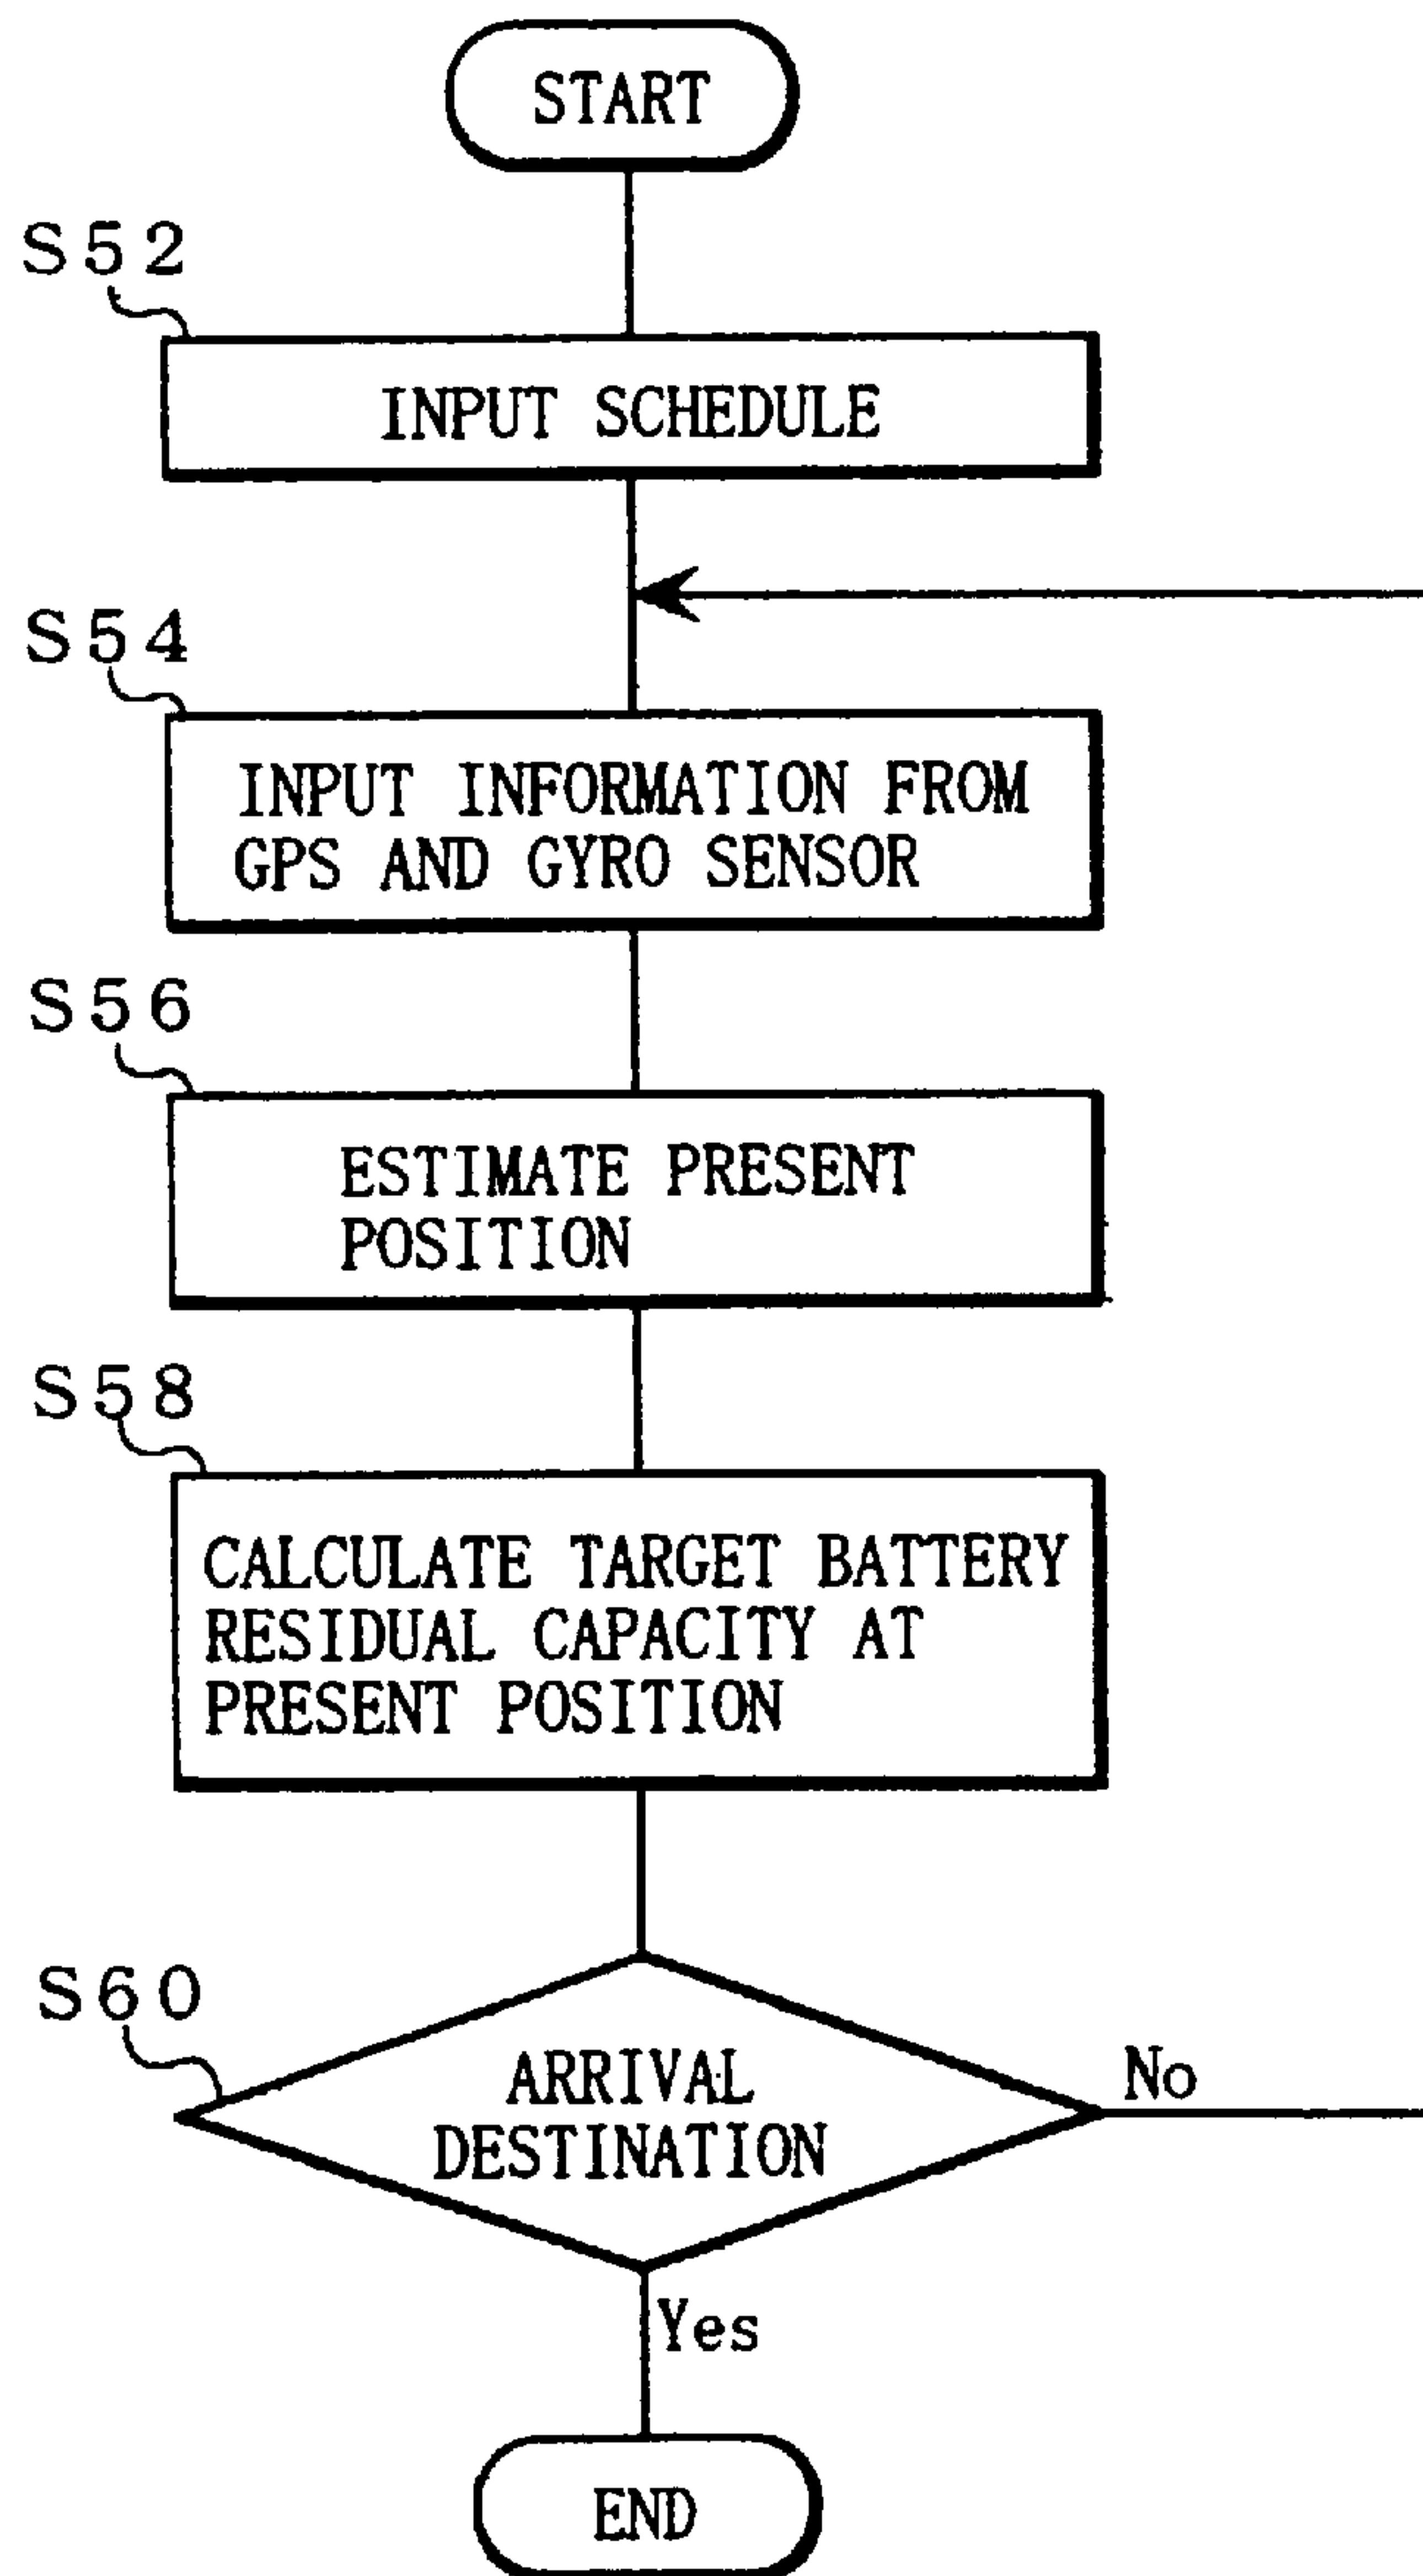 START
S52
INPUT SCHEDULE
S54
INPUT INFORMATION FROM
GPS AND GYRO SENSOR
S56
ESTIMATE PRESENT
POSITION
S58
CALCULATE TARGET BATTERY
RESIDUAL CAPACITY AT
PRESENT POSITION
S60
ARRIVAL
DESTINATION
No
Yes
END